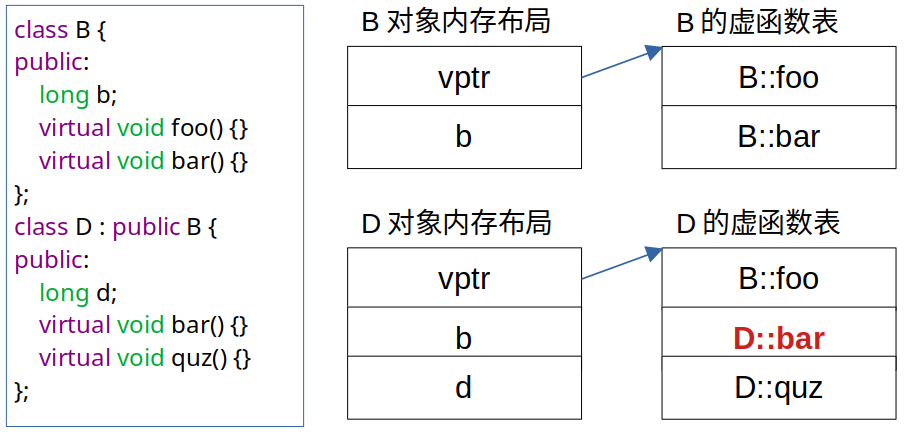 class B {
public:
    long b;
    virtual void foo() {}
    virtual void bar() {}
};
class D : public B {
public:
    long d;
    virtual void bar() {}
    virtual void quz() {}
};
B 对象内存布局
vptr
b
B 的虚函数表
B::foo
B::bar
D 对象内存布局
vptr
b
d
D 的虚函数表
B::foo
D::bar
D::quz